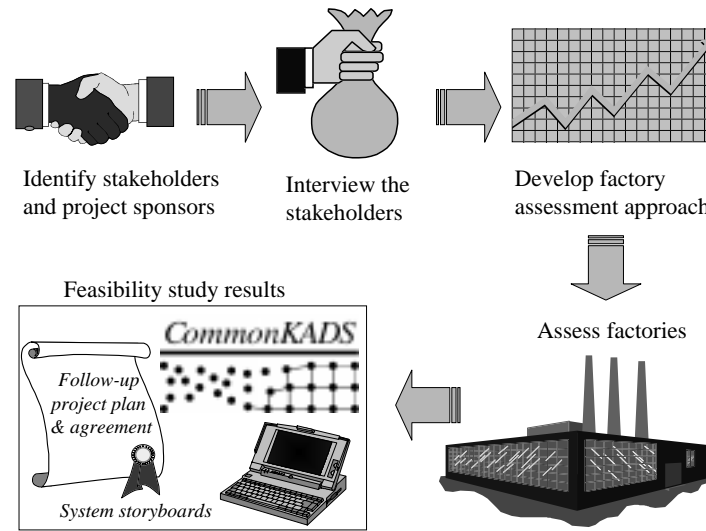 Identify stakeholders
and project sponsors
Interview the
stakeholders
Develop factory
assessment approach
Assess factories
Feasibility study results
CommonKADS
Follow-up
project plan
& agreement
System storyboards